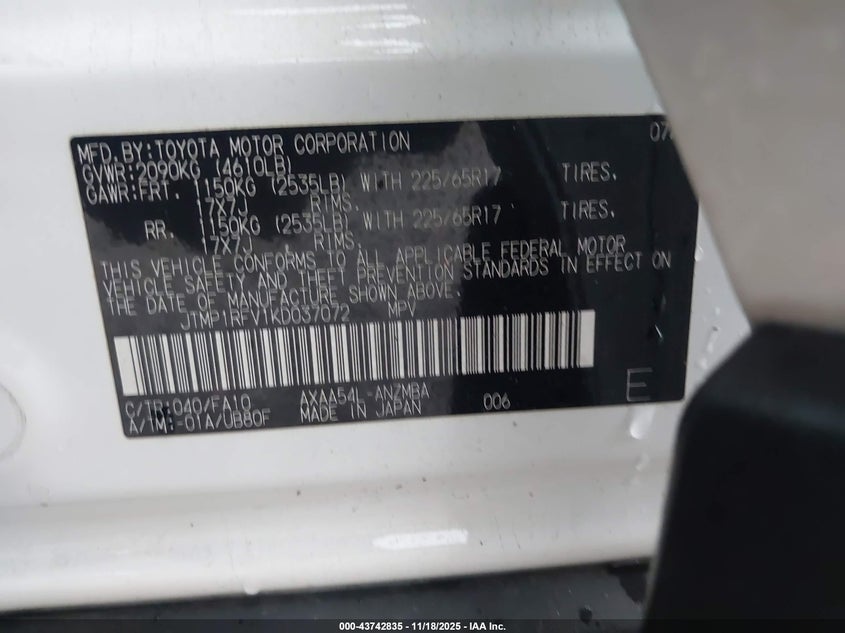 MFD.BY:TOYOTA MOTOR CORPORATION 07
GVWR:2090KG (4610LB)
GAWR:FRT. 1150KG (2535LB) WITH 225/65R17 TIRES.
17X7J RIMS.
RR. 1150KG (2535LB) WITH 225/65R17 TIRES.
17X7J RIMS.
THIS VEHICLE CONFORMS TO ALL APPLICABLE FEDERAL MOTOR
VEHICLE SAFETY AND THEFT PREVENTION STANDARDS IN EFFECT ON
THE DATE OF MANUFACTURE SHOWN ABOVE.
JTMP1RFV1KD037072 MPV
C/TR:040/FA10 AXAA54L-ANZMBA 006 E
A/TM:-01A/UB80F MADE IN JAPAN
000-43742835 - 11/18/2025 - IAA Inc.